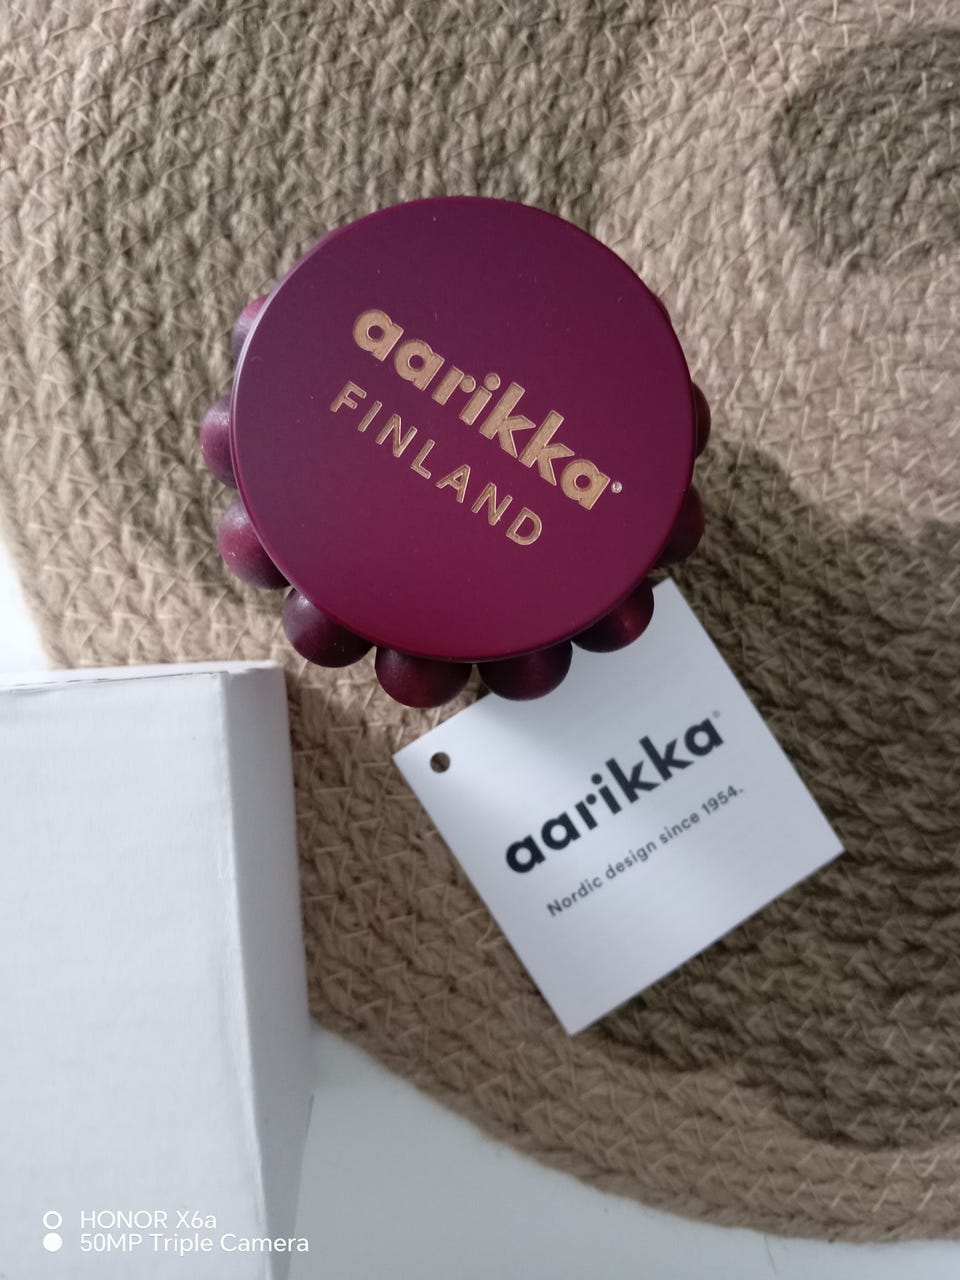 aarikka®
FINLAND
aarikka®
Nordic design since 1954.
HONOR X6a
50MP Triple Camera